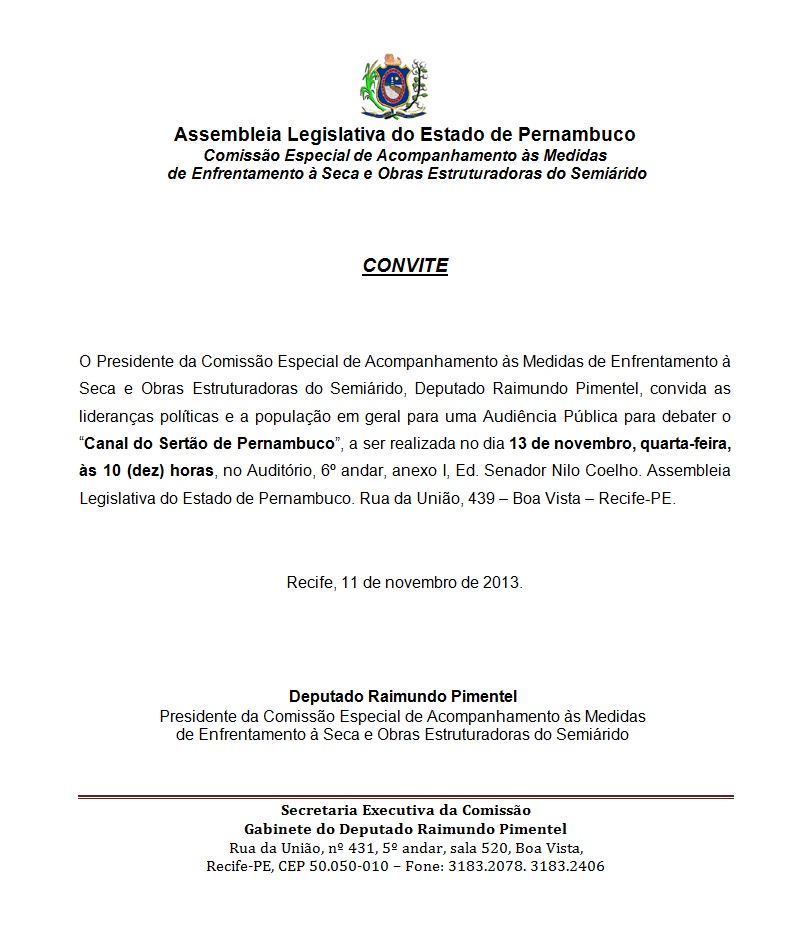 Assembleia Legislativa do Estado de Pernambuco
Comissão Especial de Acompanhamento às Medidas
de Enfrentamento à Seca e Obras Estruturadoras do Semiárido
CONVITE
O Presidente da Comissão Especial de Acompanhamento às Medidas de Enfrentamento à
Seca e Obras Estruturadoras do Semiárido, Deputado Raimundo Pimentel, convida as
lideranças políticas e a população em geral para uma Audiência Pública para debater o
“Canal do Sertão de Pernambuco”, a ser realizada no dia 13 de novembro, quarta-feira,
às 10 (dez) horas, no Auditório, 6º andar, anexo I, Ed. Senador Nilo Coelho. Assembleia
Legislativa do Estado de Pernambuco. Rua da União, 439 – Boa Vista – Recife-PE.
Recife, 11 de novembro de 2013.
Deputado Raimundo Pimentel
Presidente da Comissão Especial de Acompanhamento às Medidas
de Enfrentamento à Seca e Obras Estruturadoras do Semiárido
Secretaria Executiva da Comissão
Gabinete do Deputado Raimundo Pimentel
Rua da União, nº 431, 5º andar, sala 520, Boa Vista,
Recife-PE, CEP 50.050-010 – Fone: 3183.2078. 3183.2406